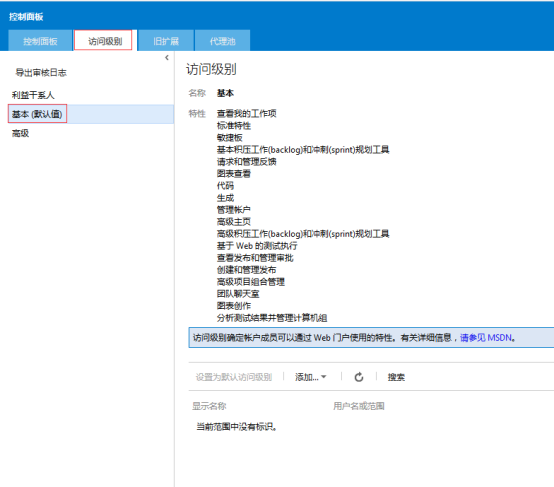 控制面板
控制面板 访问级别 旧扩展 代理池
导出审核日志
利益干系人
基本 (默认值)
高级
访问级别
名称 基本
特性 查看我的工作项
标准特性
敏捷板
基本积压工作(backlog)和冲刺(sprint)规划工具
请求和管理反馈
图表查看
代码
生成
管理帐户
高级主页
高级积压工作(backlog)和冲刺(sprint)规划工具
基于 Web 的测试执行
查看发布和管理审批
创建和管理发布
高级项目组合管理
团队聊天室
图表创作
分析测试结果并管理计算机组
访问级别确定帐户成员可以通过 Web 门户使用的特性。有关详细信息，请参见 MSDN。
设置为默认访问级别 添加... 搜索
显示名称 用户名或范围
当前范围中没有标识。